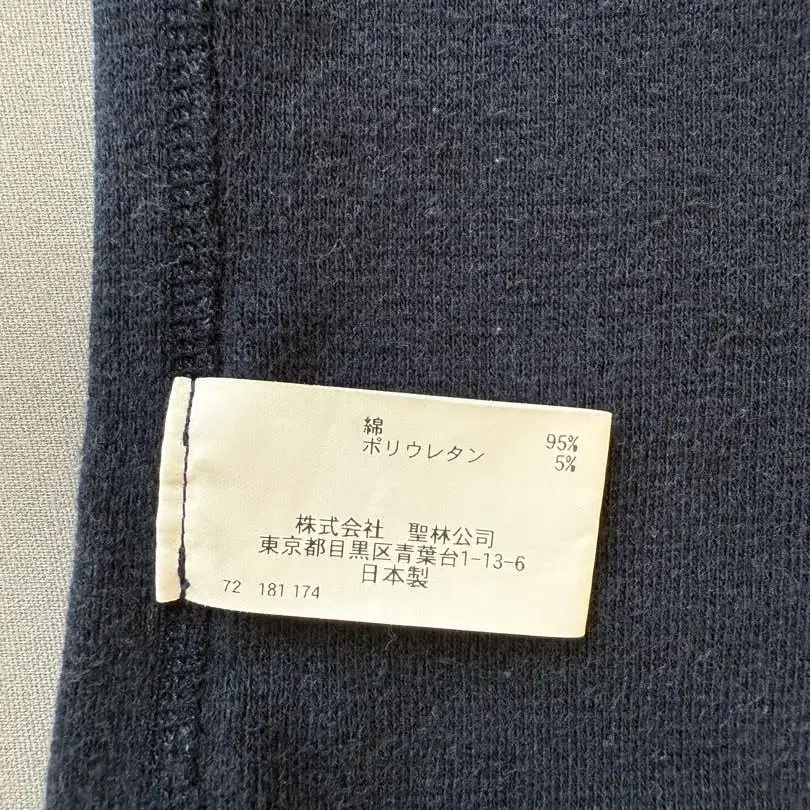 綿 95%
ポリウレタン 5%
株式会社 聖林公司
東京都目黒区青葉台1-13-6
日本製
72 181 174